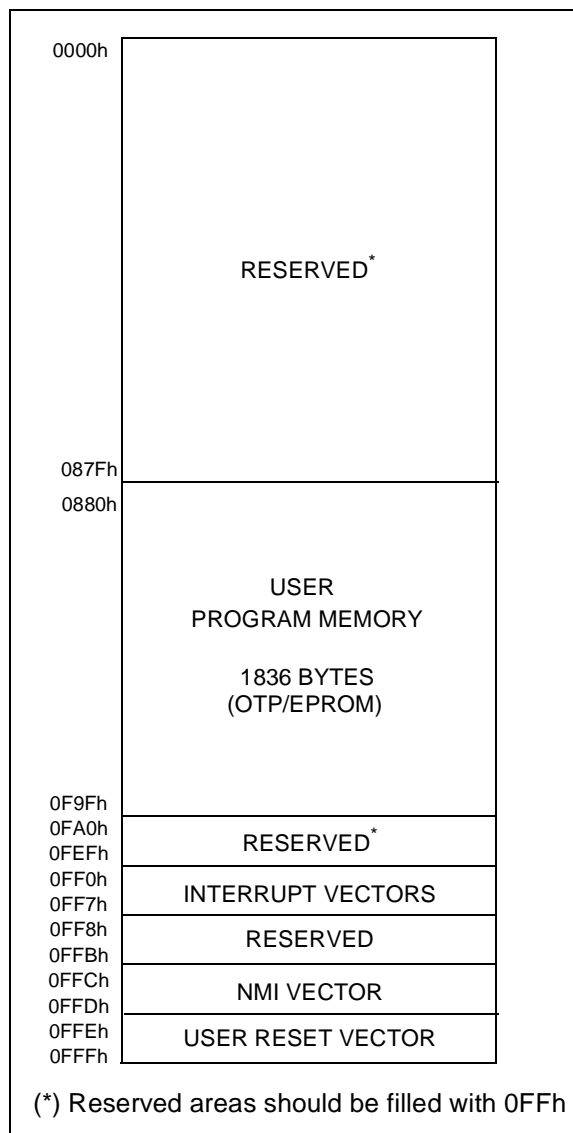 0000h
RESERVED*
087Fh
0880h
USER
PROGRAM MEMORY
1836 BYTES
(OTP/EPROM)
0F9Fh
0FA0h
RESERVED*
0FEFh
0FF0h
INTERRUPT VECTORS
0FF7h
0FF8h
RESERVED
0FFBh
0FFCh
NMI VECTOR
0FFDh
0FFEh
USER RESET VECTOR
0FFFh
(*) Reserved areas should be filled with 0FFh